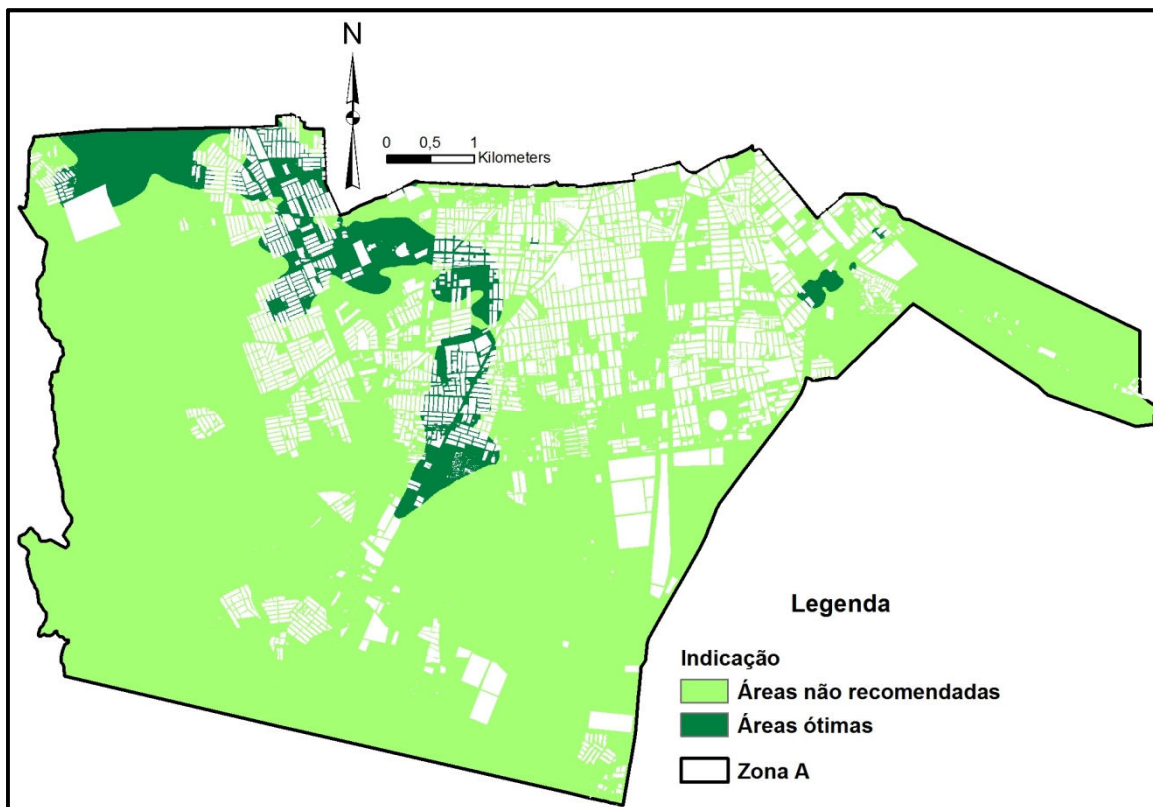 N
0 0,5 1
Kilometers
Legenda
Indicação
Áreas não recomendadas
Áreas ótimas
Zona A